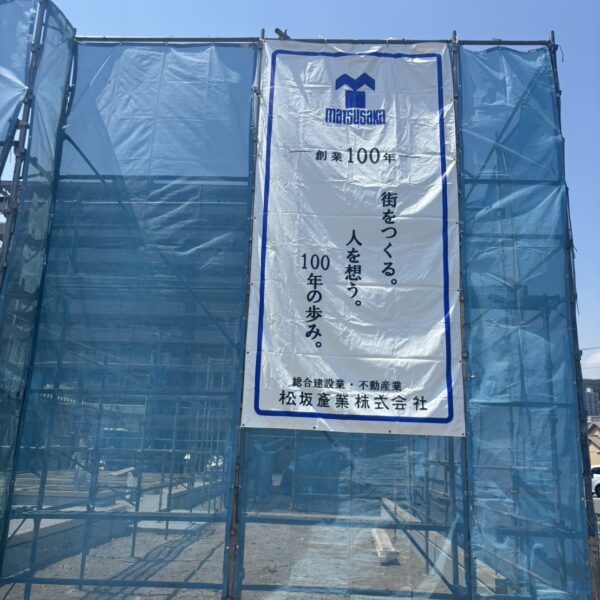 MATSUSAKA
創業100年
街をつくる。
人を想う。
100年の歩み。
総合建設業・不動産業
松坂産業株式会社